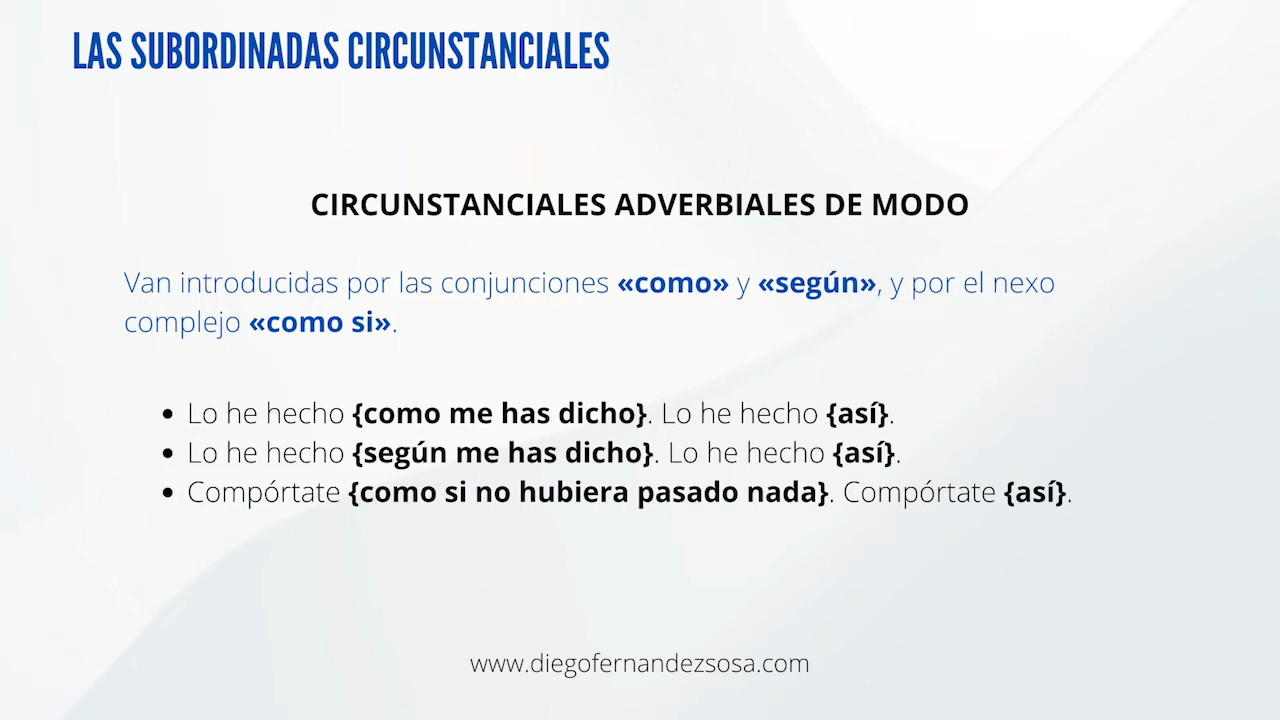 LAS SUBORDINADAS CIRCUNSTANCIALES
CIRCUNSTANCIALES ADVERBIALES DE MODO
Van introducidas por las conjunciones «como» y «según», y por el nexo
complejo «como si».
• Lo he hecho {como me has dicho}. Lo he hecho {así}.
• Lo he hecho {según me has dicho}. Lo he hecho {así}.
• Compórtate {como si no hubiera pasado nada}. Compórtate {así}.
www.diegofernandezsosa.com